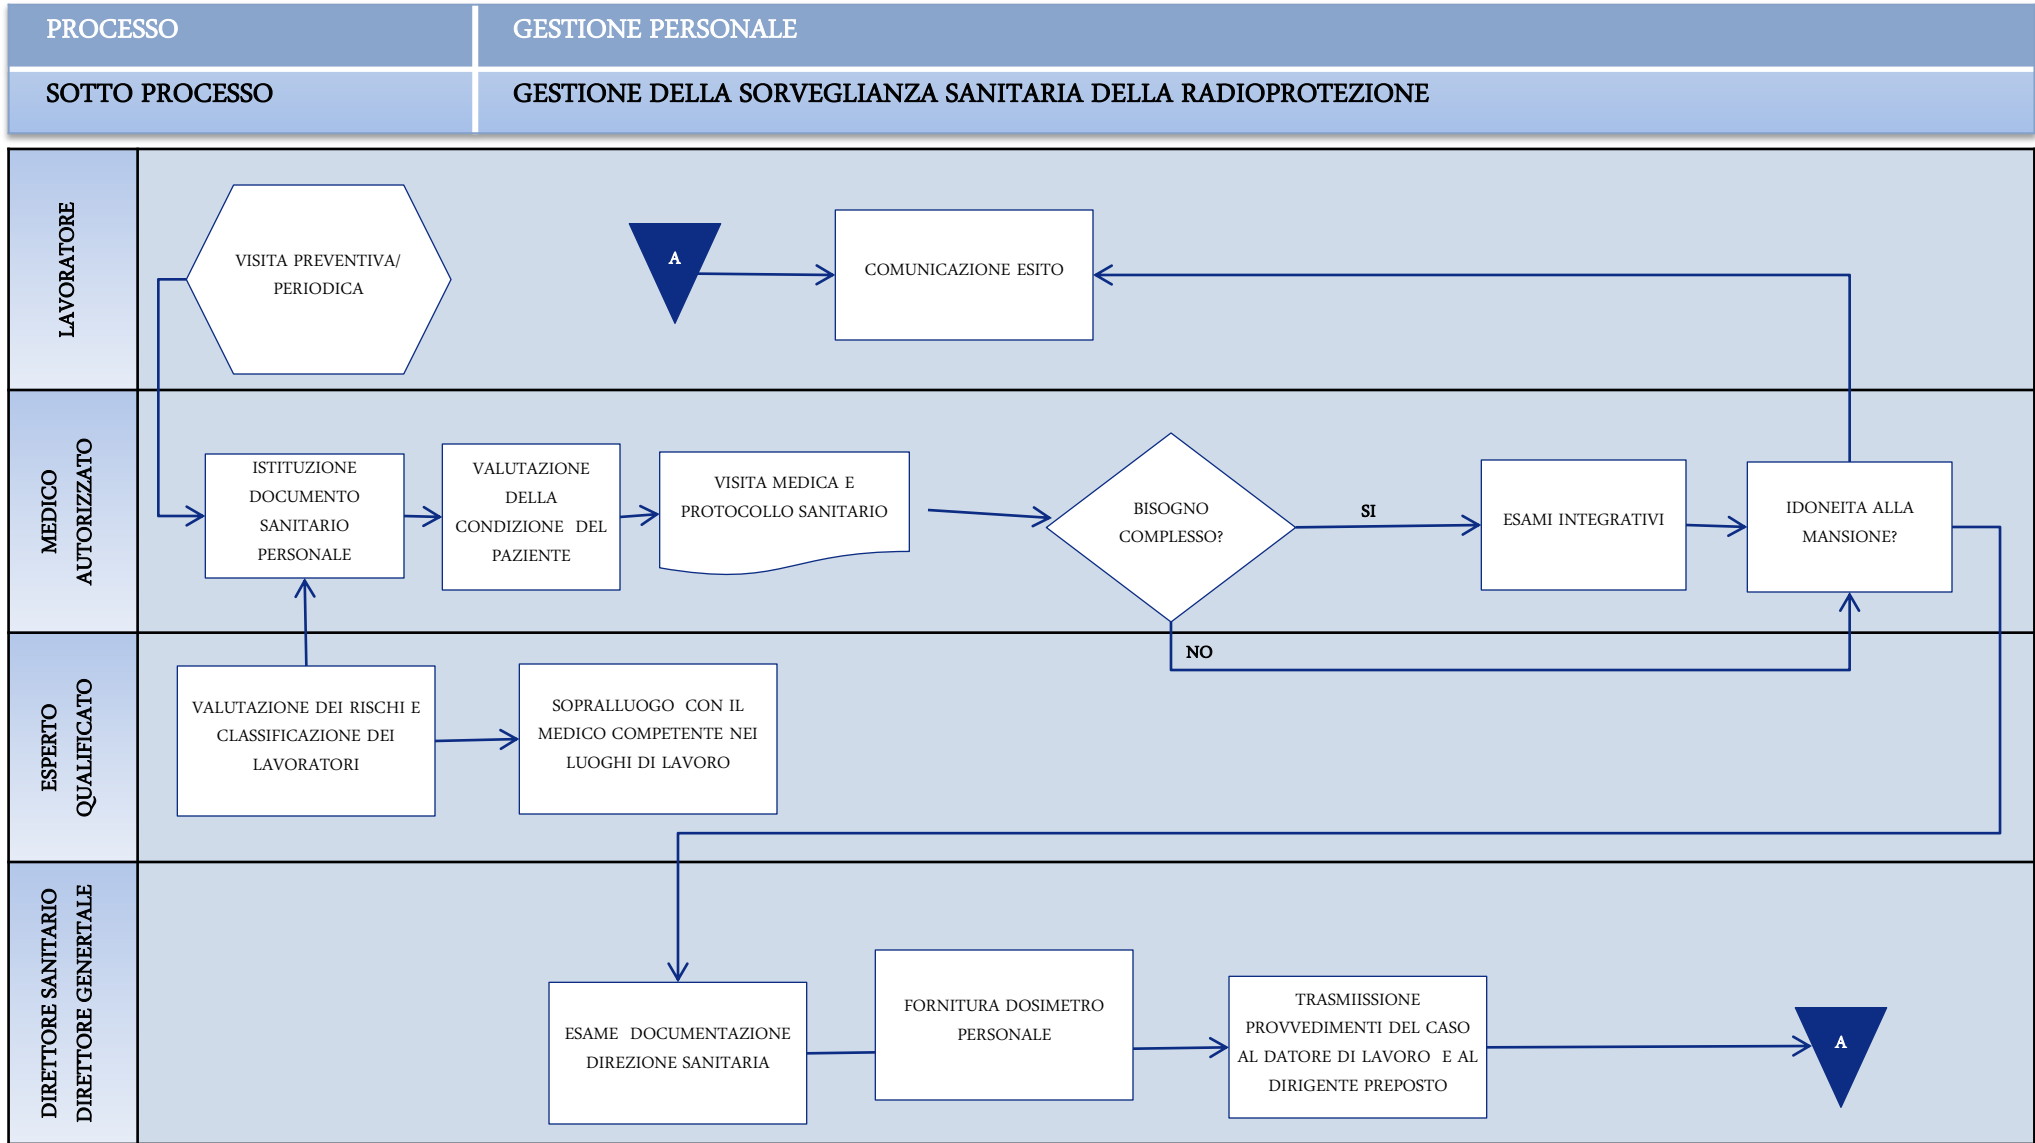 PROCESSO
GESTIONE PERSONALE
SOTTO PROCESSO
GESTIONE DELLA SORVEGLIANZA SANITARIA DELLA RADIOPROTEZIONE
LAVORATORE
VISITA PREVENTIVA/
PERIODICA
A
COMUNICAZIONE ESITO
MEDICO
AUTORIZZATO
ISTITUZIONE
DOCUMENTO
SANITARIO
PERSONALE
VALUTAZIONE
DELLA
CONDIZIONE DEL
PAZIENTE
VISITA MEDICA E
PROTOCOLLO SANITARIO
BISOGNO
COMPLESSO?
SI
ESAMI INTEGRATIVI
IDONEITA ALLA
MANSIONE?
NO
ESPERTO
QUALIFICATO
VALUTAZIONE DEI RISCHI E
CLASSIFICAZIONE DEI
LAVORATORI
SOPRALLUOGO CON IL
MEDICO COMPETENTE NEI
LUOGHI DI LAVORO
DIRETTORE SANITARIO
DIRETTORE GENERTALE
ESAME DOCUMENTAZIONE
DIREZIONE SANITARIA
FORNITURA DOSIMETRO
PERSONALE
TRASMIISSIONE
PROVVEDIMENTI DEL CASO
AL DATORE DI LAVORO E AL
DIRIGENTE PREPOSTO
A